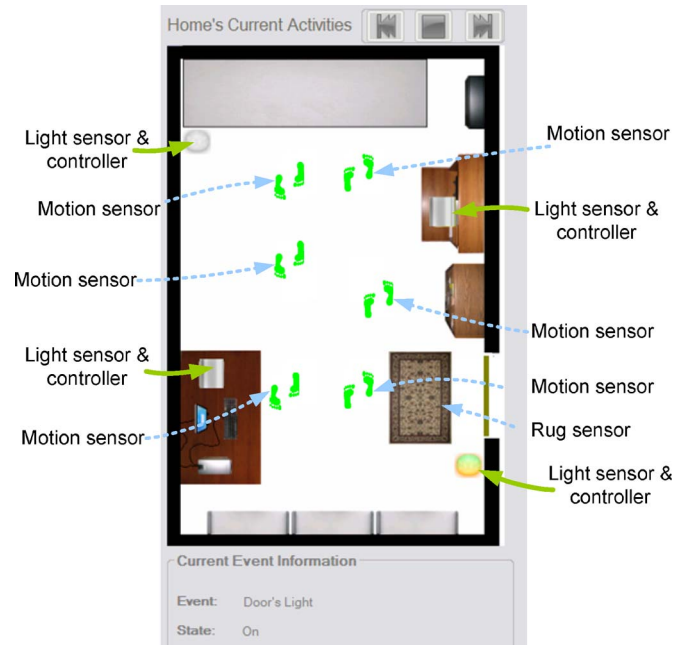 Home's Current Activities
Light sensor &
controller
Motion sensor
Motion sensor
Motion sensor
Light sensor &
controller
Motion sensor
Light sensor &
controller
Motion sensor
Motion sensor
Motion sensor
Rug sensor
Light sensor &
controller
Current Event Information
Event: Door's Light
State: On